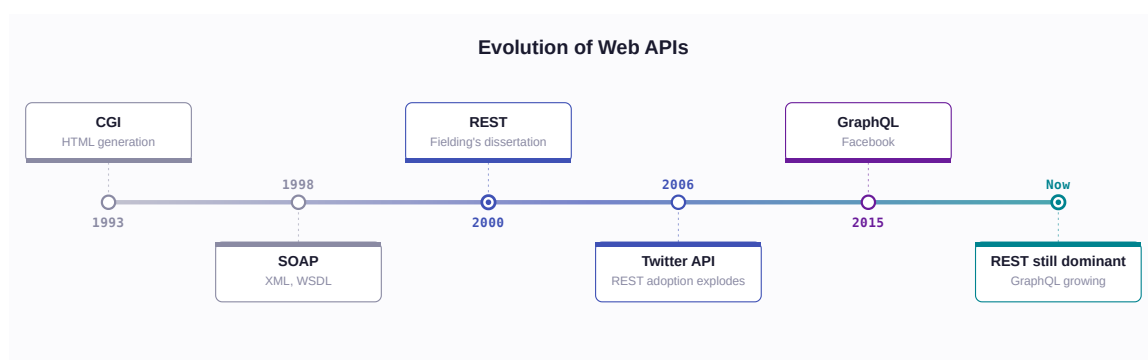 Evolution of Web APIs
CGI
HTML generation
1993
1998
SOAP
XML, WSDL
REST
Fielding's dissertation
2000
2006
Twitter API
REST adoption explodes
GraphQL
Facebook
2015
Now
REST still dominant
GraphQL growing